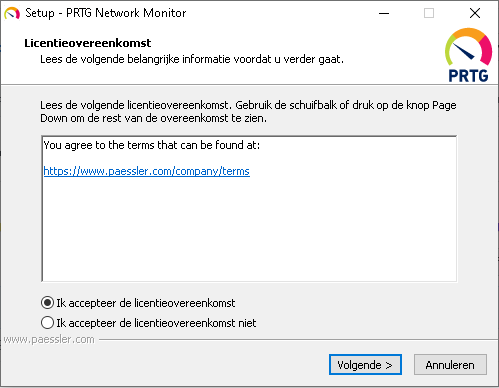 Setup - PRTG Network Monitor
Licentieovereenkomst
Lees de volgende belangrijke informatie voordat u verder gaat.
PRTG
Lees de volgende licentieovereenkomst. Gebruik de schuifbalk of druk op de knop Page
Down om de rest van de overeenkomst te zien.
You agree to the terms that can be found at:
https://www.paessler.com/company/terms
Ik accepteer de licentieovereenkomst
Ik accepteer de licentieovereenkomst niet
www.paessler.com
Volgende >
Annuleren